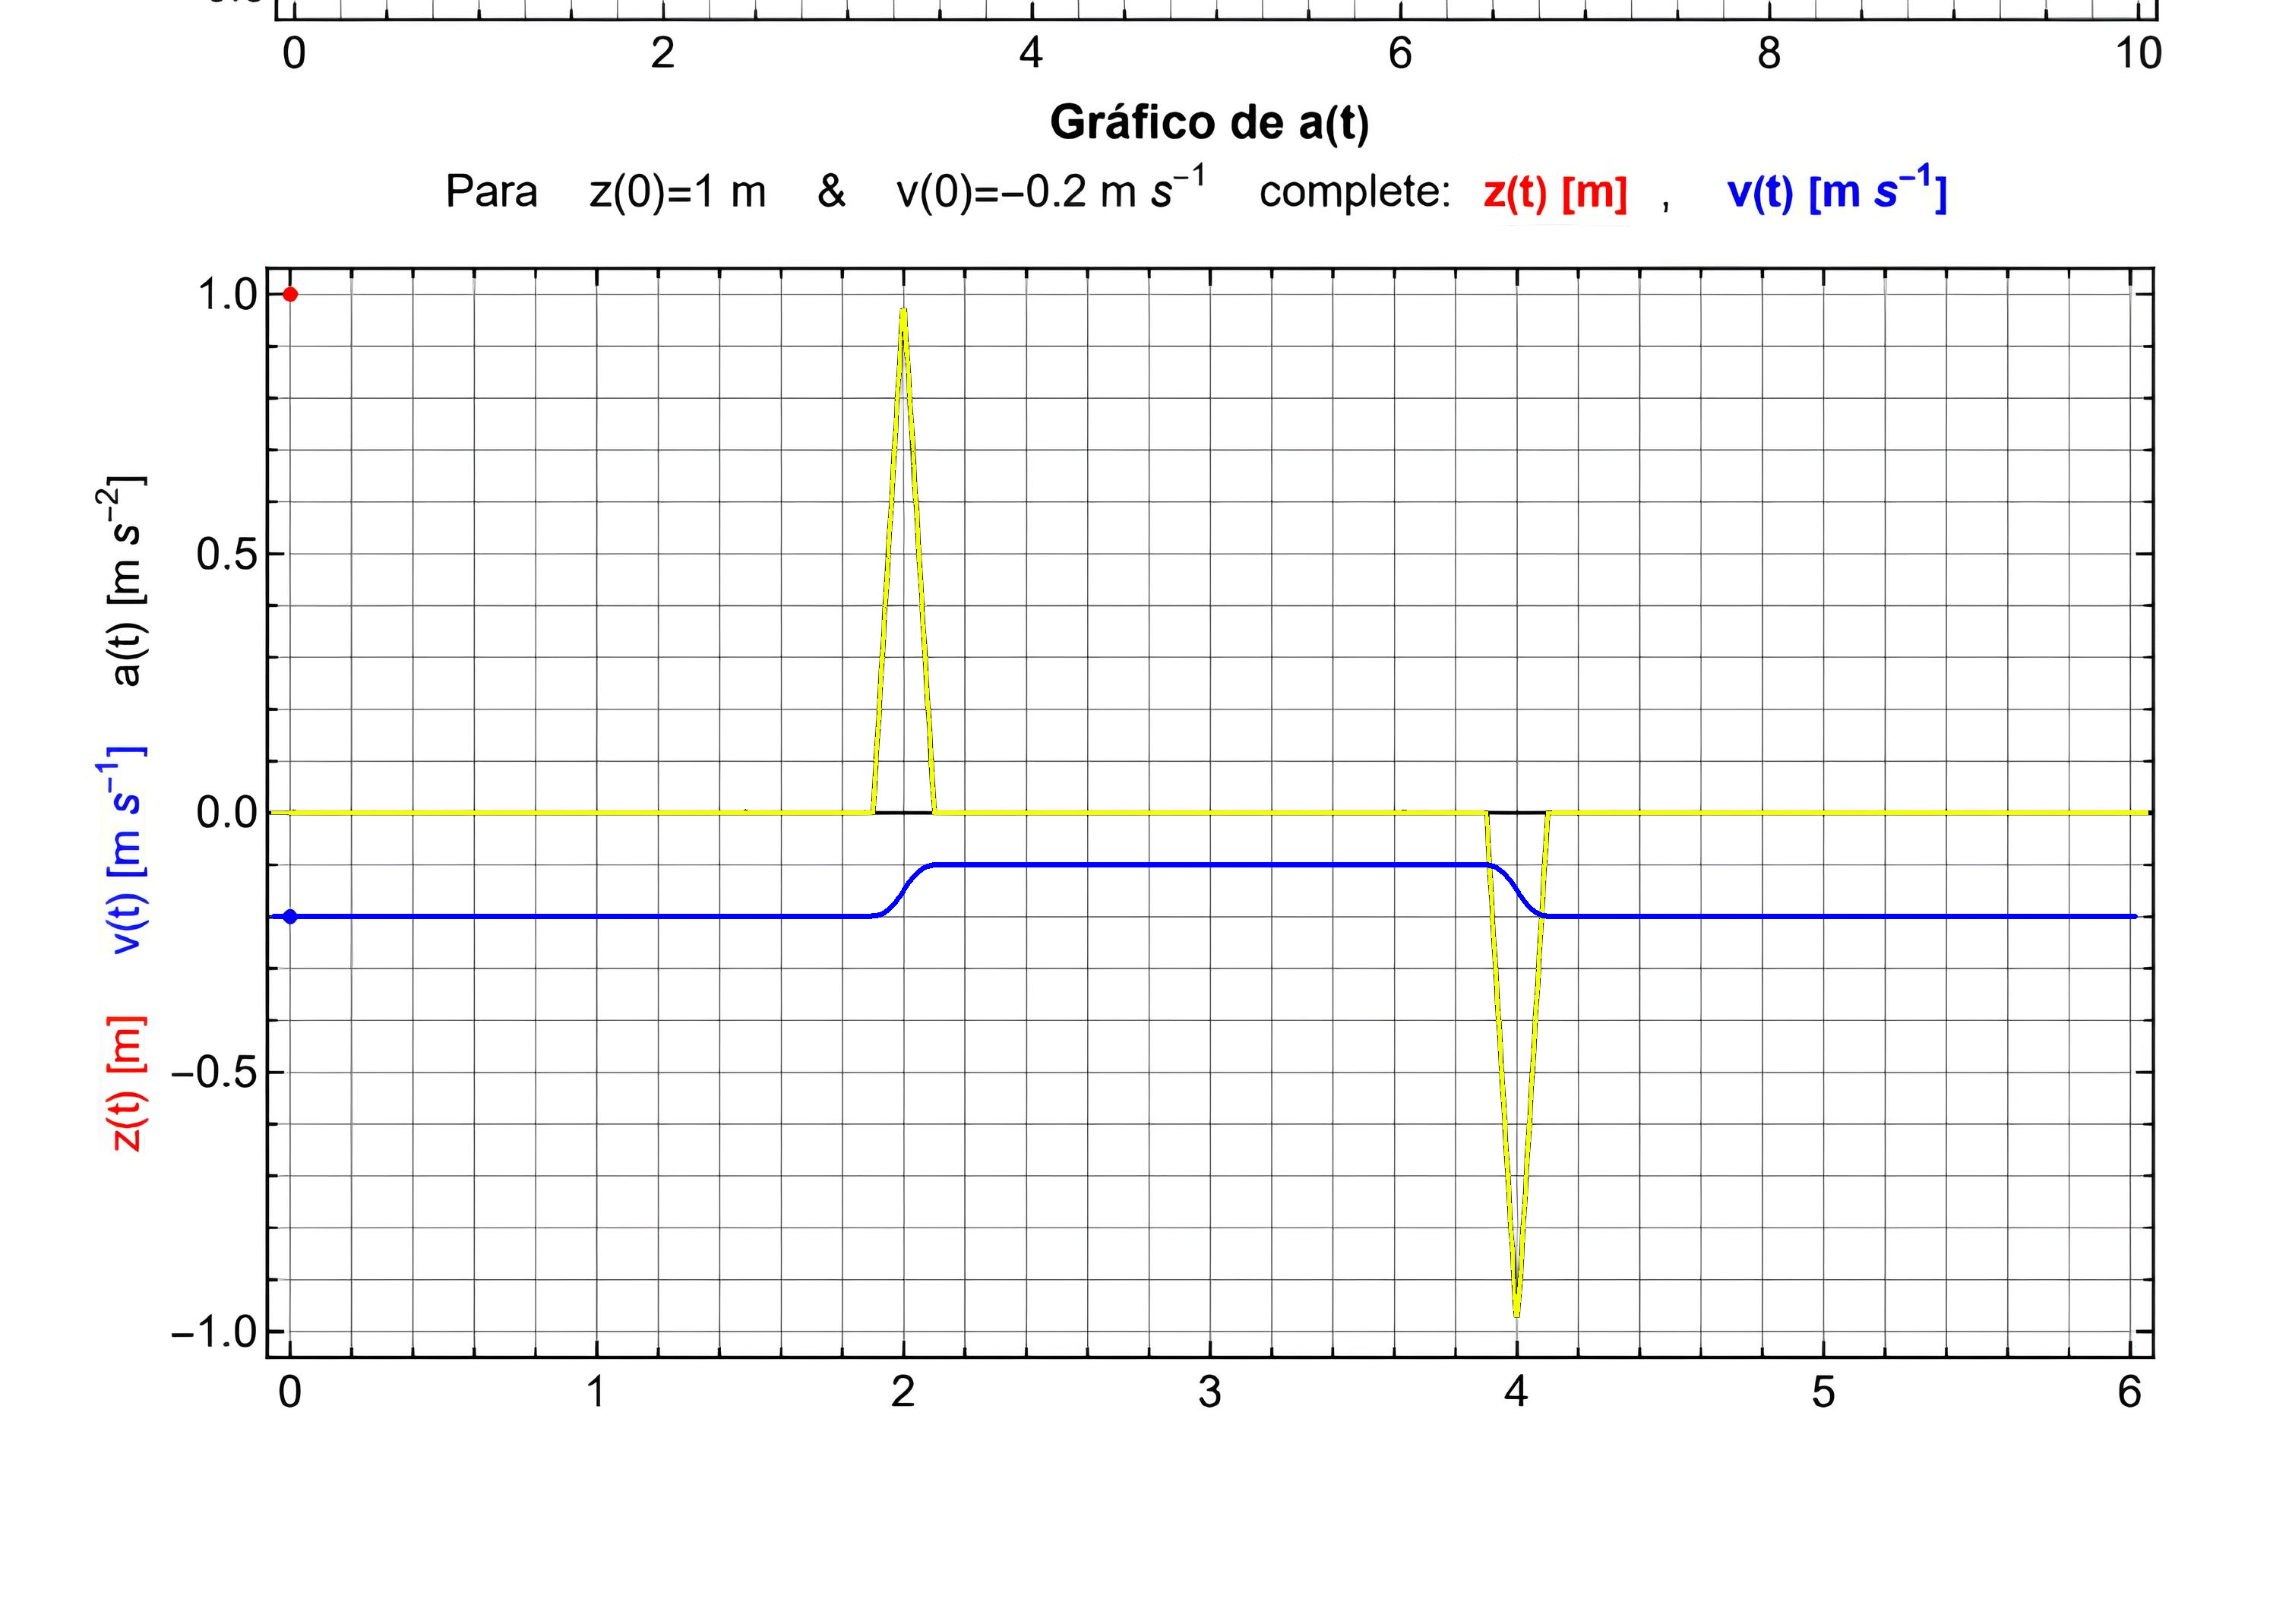 0 2 4 6 8 10
Gráfico de a(t)
Para z(0)=1 m & v(0)=−0.2 m s⁻¹ complete: z(t) [m] , v(t) [m s⁻¹]
z(t) [m] v(t) [m s⁻¹] a(t) [m s⁻²]
1.0
0.5
0.0
−0.5
−1.0
0 1 2 3 4 5 6